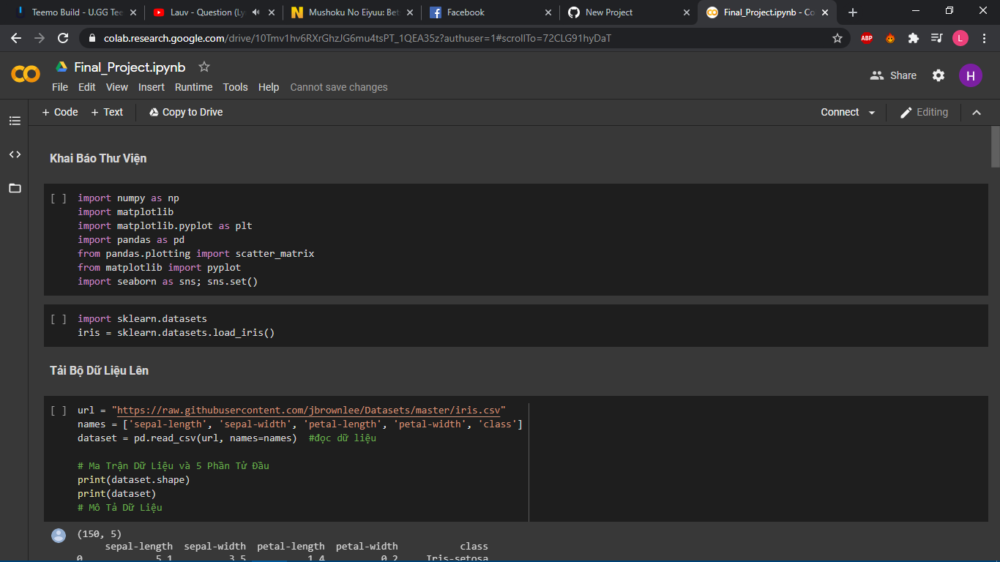 Teemo Build - U.GG Tee
Lauv - Question (Ly
Mushoku No Eiyuu: Bet
Facebook
New Project
Final_Project.ipynb - Co
colab.research.google.com/drive/10Tmv1hv6RXrGhzJG6mu4tsPT_1QEA35z?authuser=1#scrollTo=72CLG91hyDaT
ABP
L
Final_Project.ipynb
File Edit View Insert Runtime Tools Help Cannot save changes
Share
H
+ Code + Text Copy to Drive
Connect
Editing
Khai Báo Thư Viện
[ ] import numpy as np
import matplotlib
import matplotlib.pyplot as plt
import pandas as pd
from pandas.plotting import scatter_matrix
from matplotlib import pyplot
import seaborn as sns; sns.set()
[ ] import sklearn.datasets
iris = sklearn.datasets.load_iris()
Tải Bộ Dữ Liệu Lên
[ ] url = "https://raw.githubusercontent.com/jbrownlee/Datasets/master/iris.csv"
names = ['sepal-length', 'sepal-width', 'petal-length', 'petal-width', 'class']
dataset = pd.read_csv(url, names=names)  #đọc dữ liệu
# Ma Trận Dữ Liệu và 5 Phần Tử Đầu
print(dataset.shape)
print(dataset)
# Mô Tả Dữ Liệu
(150, 5)
sepal-length sepal-width petal-length petal-width class
0 5.1 3.5 1.4 0.2 Iris-setosa